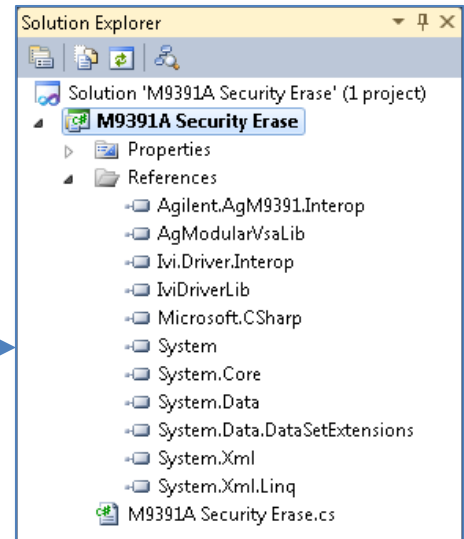 Solution Explorer
Solution 'M9391A Security Erase' (1 project)
M9391A Security Erase
Properties
References
Agilent.AgM9391.Interop
AgModularVsaLib
Ivi.Driver.Interop
IviDriverLib
Microsoft.CSharp
System
System.Core
System.Data
System.Data.DataSetExtensions
System.Xml
System.Xml.Linq
M9391A Security Erase.cs